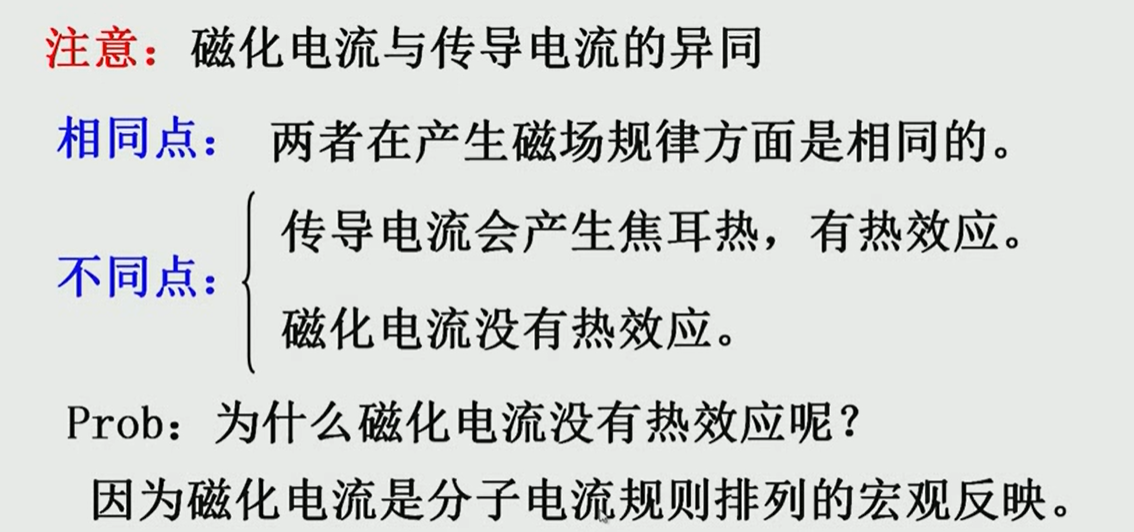 注意：磁化电流与传导电流的异同
相同点：两者在产生磁场规律方面是相同的。
传导电流会产生焦耳热，有热效应。
不同点：
磁化电流没有热效应。
Prob：为什么磁化电流没有热效应呢？
因为磁化电流是分子电流规则排列的宏观反映。